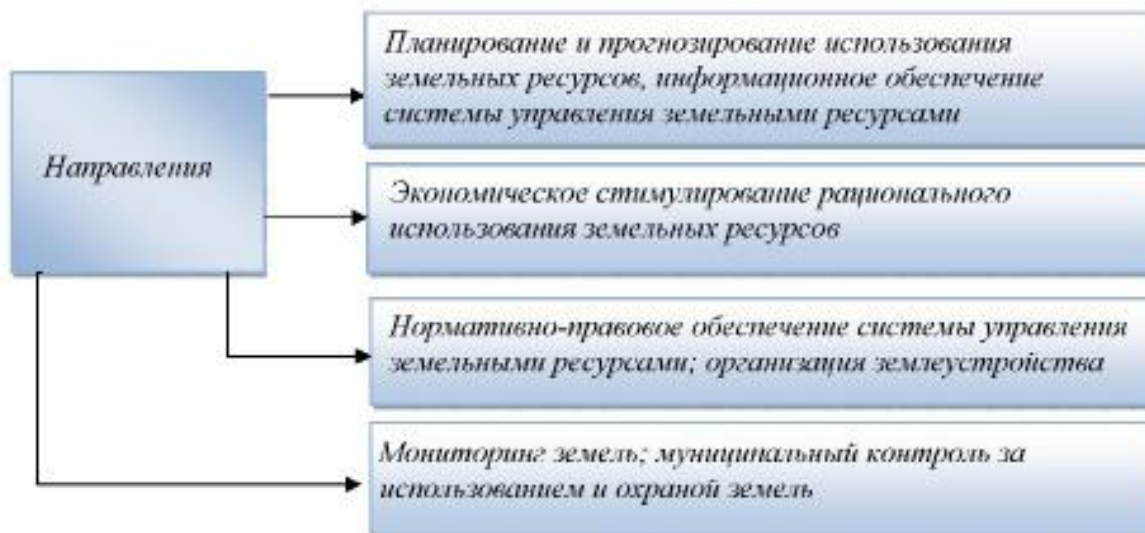 Направления
Планирование и прогнозирование использования
земельных ресурсов, информационное обеспечение
системы управления земельными ресурсами
Экономическое стимулирование рационального
использования земельных ресурсов
Нормативно-правовое обеспечение системы управления
земельными ресурсами; организация землеустройства
Мониторинг земель; муниципальный контроль за
использованием и охраной земель